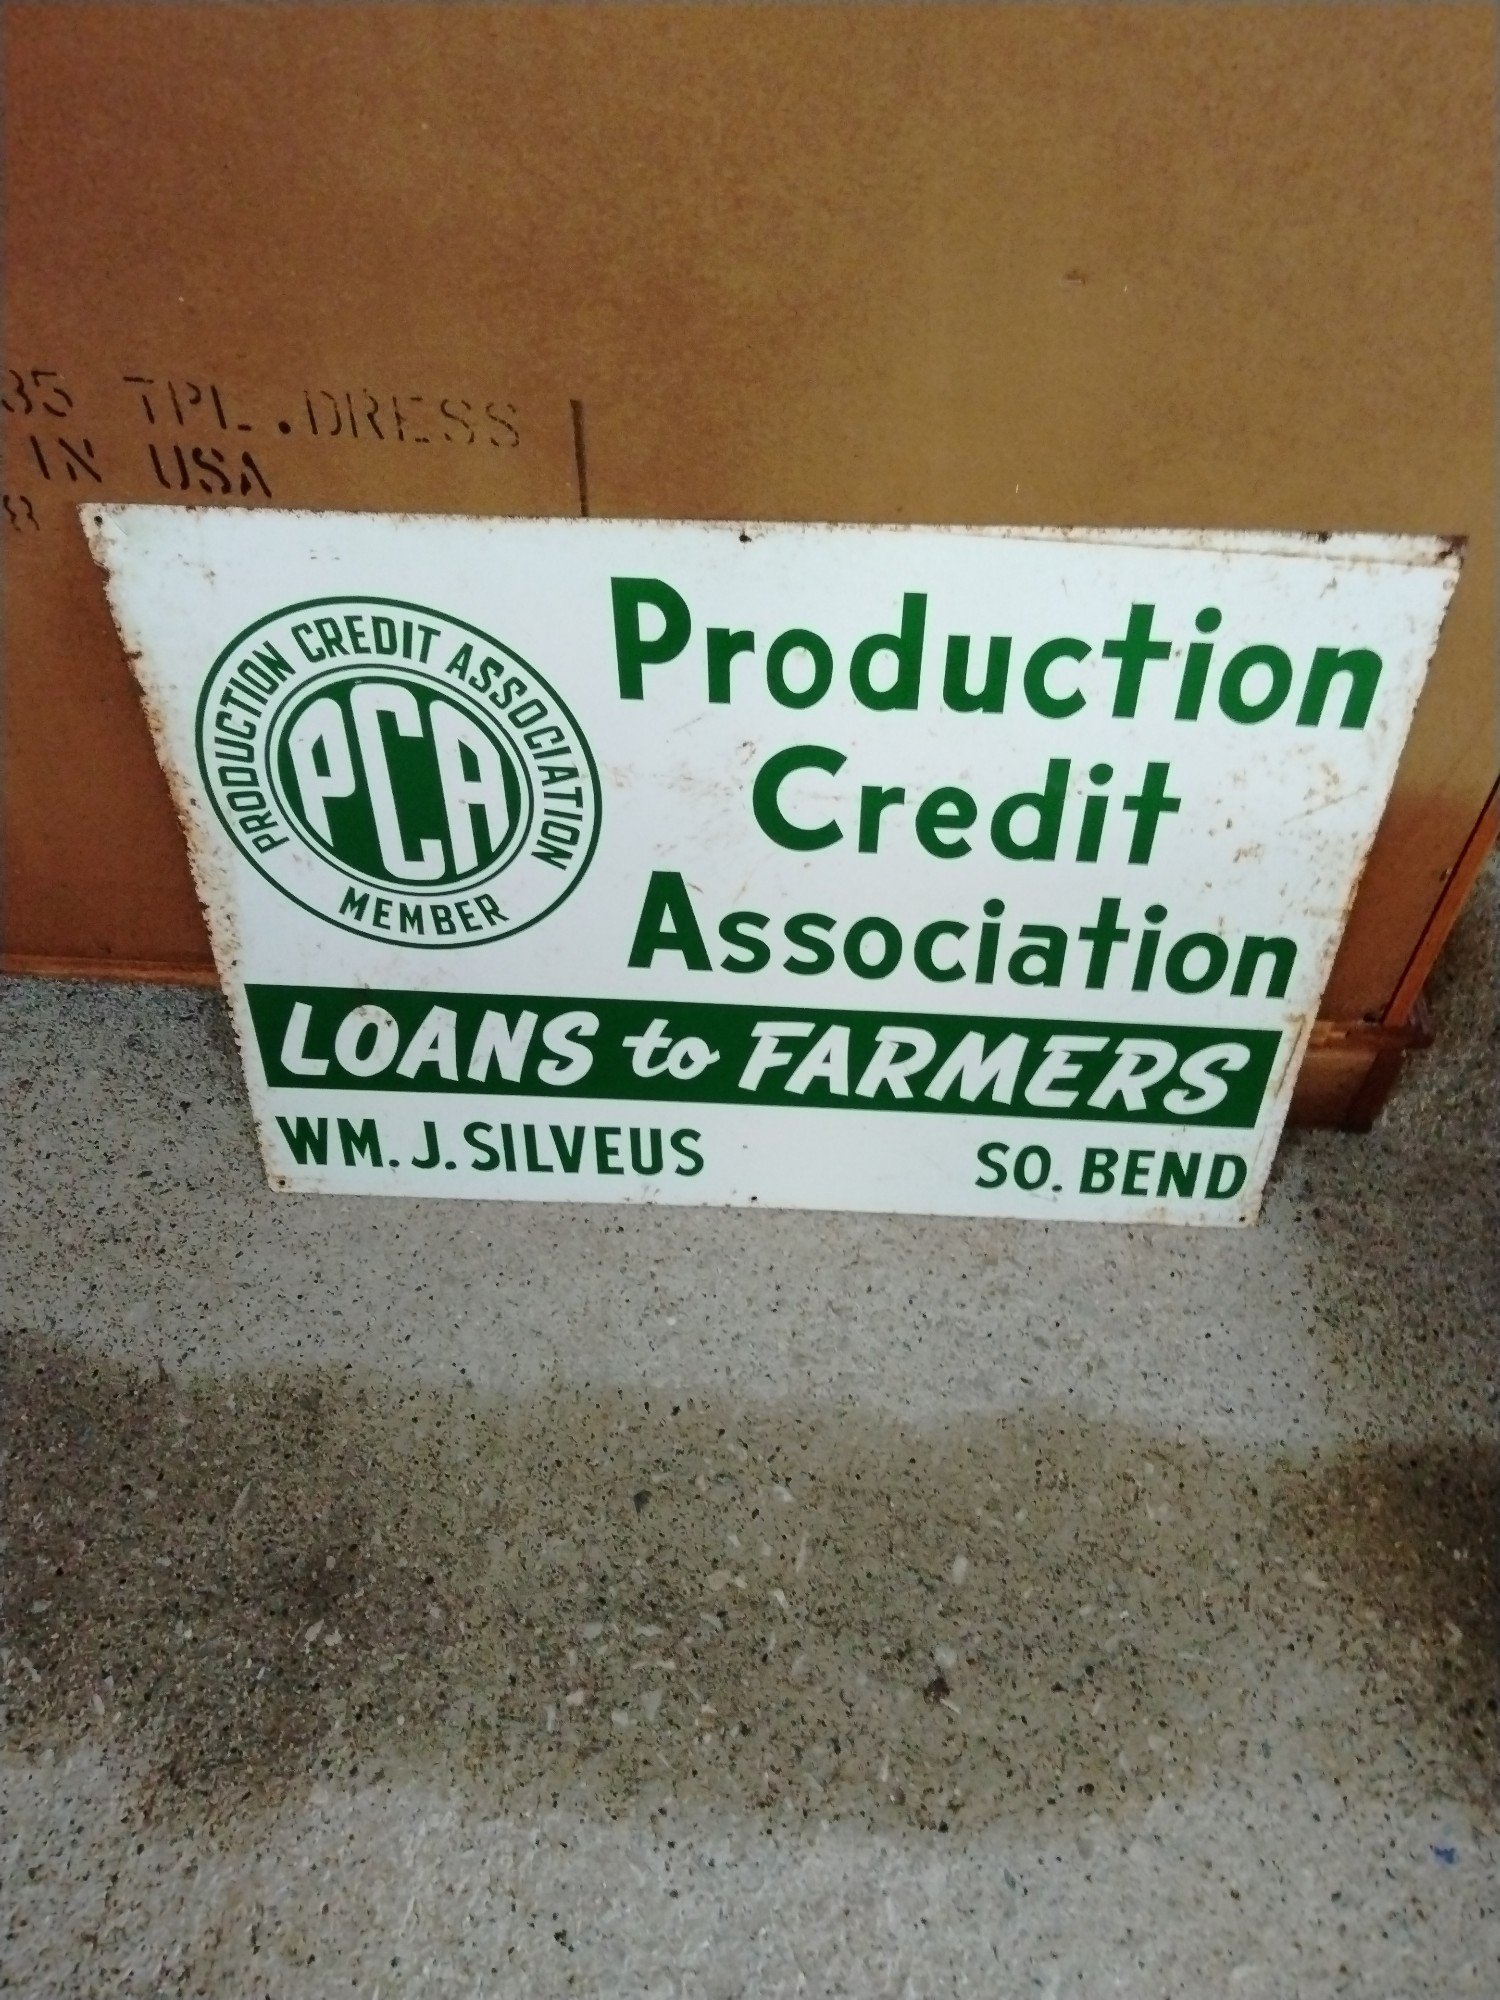 35 TPL.DRESS
IN USA
PRODUCTION CREDIT ASSOCIATION
PCA
MEMBER
Production
Credit
Association
LOANS to FARMERS
WM. J. SILVEUS SO. BEND